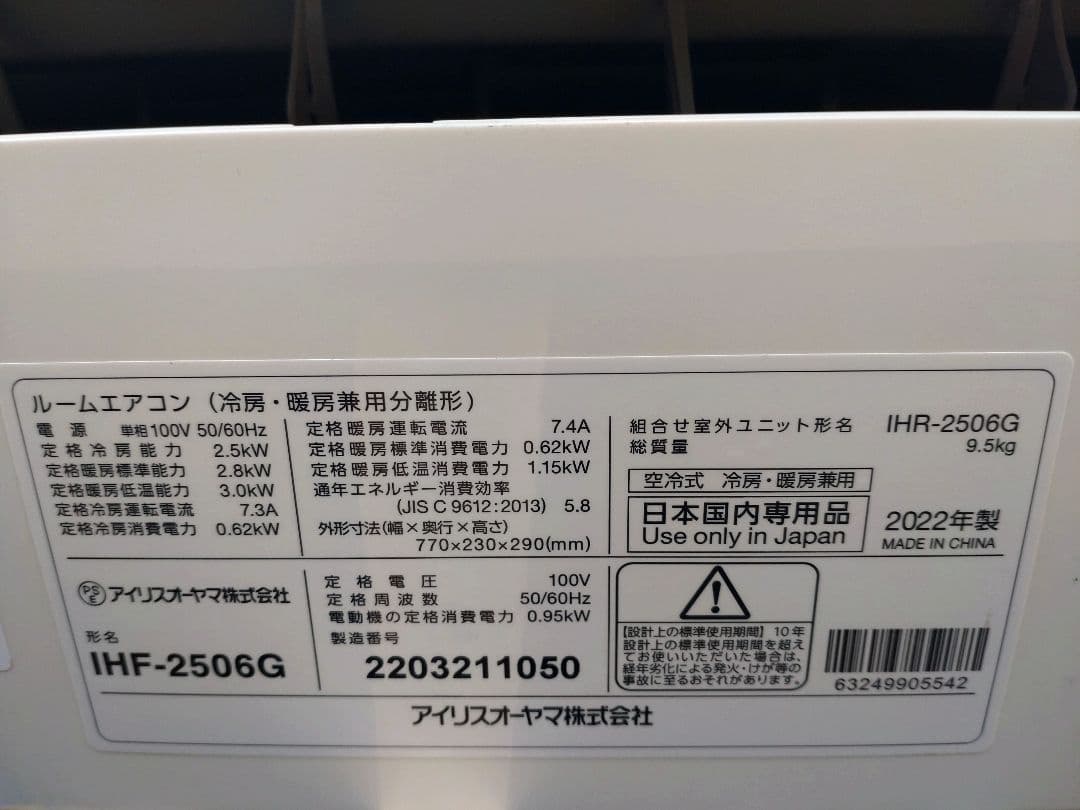 ルームエアコン（冷房・暖房兼用分離形）
電源 単相100V 50/60Hz
定格冷房能力 2.5kW
定格暖房標準能力 2.8kW
定格暖房低温能力 3.0kW
定格冷房運転電流 7.3A
定格冷房消費電力 0.62kW
定格暖房運転電流 7.4A
定格暖房標準消費電力 0.62kW
定格暖房低温消費電力 1.15kW
通年エネルギー消費効率
(JIS C 9612:2013) 5.8
外形寸法(幅×奥行×高さ)
770×230×290(mm)
組合せ室外ユニット形名 IHR-2506G
総質量 9.5kg
空冷式 冷房・暖房兼用
日本国内専用品
Use only in Japan
2022年製
MADE IN CHINA
PSE アイリスオーヤマ株式会社
形名
IHF-2506G
定格電圧 100V
定格周波数 50/60Hz
電動機の定格消費電力 0.95kW
製造番号
2203211050
【設計上の標準使用期間】10年
設計上の標準使用期間を超え
てお使いいただいた場合は、
経年劣化による発火・けが等の
事故に至るおそれがあります。
63249905542
アイリスオーヤマ株式会社